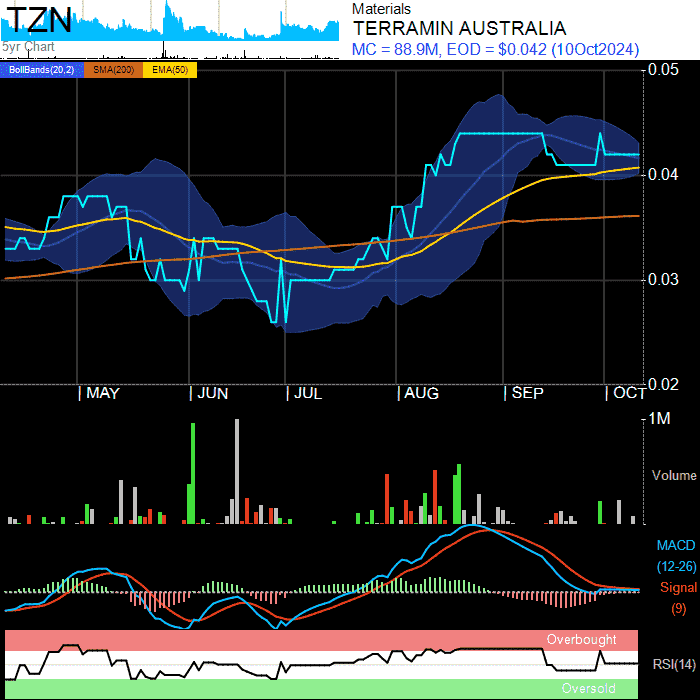 TZN
5yr Chart
Materials
TERRAMIN AUSTRALIA
MC = 88.9M, EOD = $0.042 (10Oct2024)
BollBands(20,2) SMA(200) EMA(50)
0.05
0.04
0.03
0.02
| MAY | JUN | JUL | AUG | SEP | OCT
1M
Volume
MACD
(12-26)
Signal
(9)
Overbought
RSI(14)
Oversold